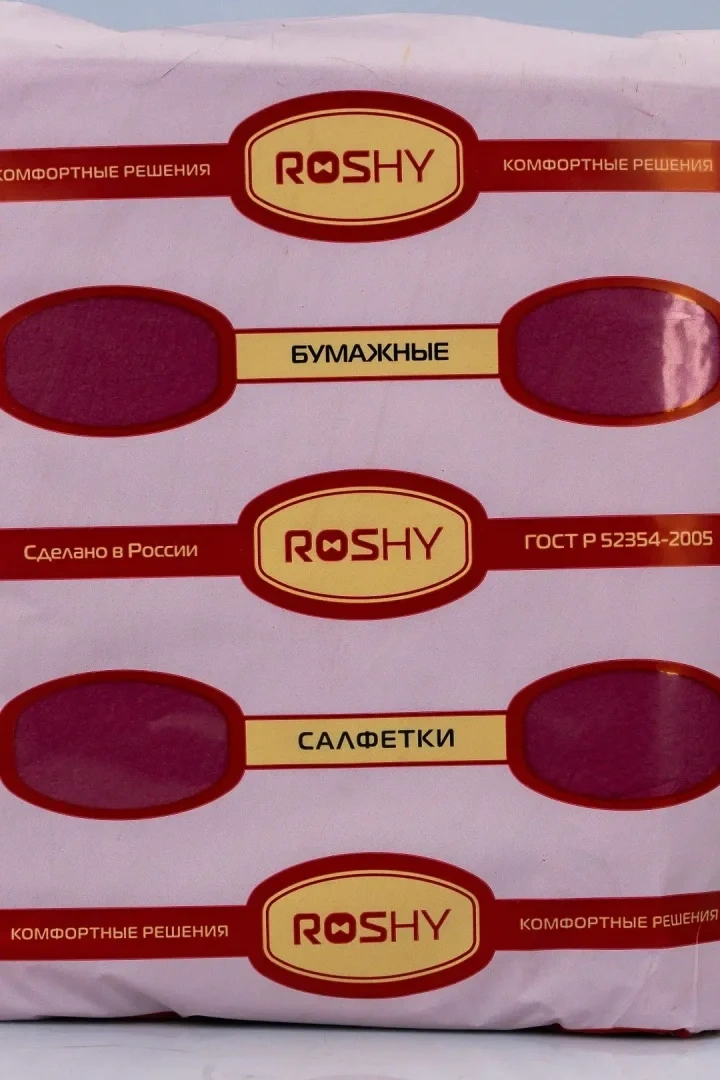 КОМФОРТНЫЕ РЕШЕНИЯ ROSHY КОМФОРТНЫЕ РЕШЕНИЯ
БУМАЖНЫЕ
Сделано в России ROSHY ГОСТ Р 52354-2005
САЛФЕТКИ
КОМФОРТНЫЕ РЕШЕНИЯ ROSHY КОМФОРТНЫЕ РЕШЕНИЯ